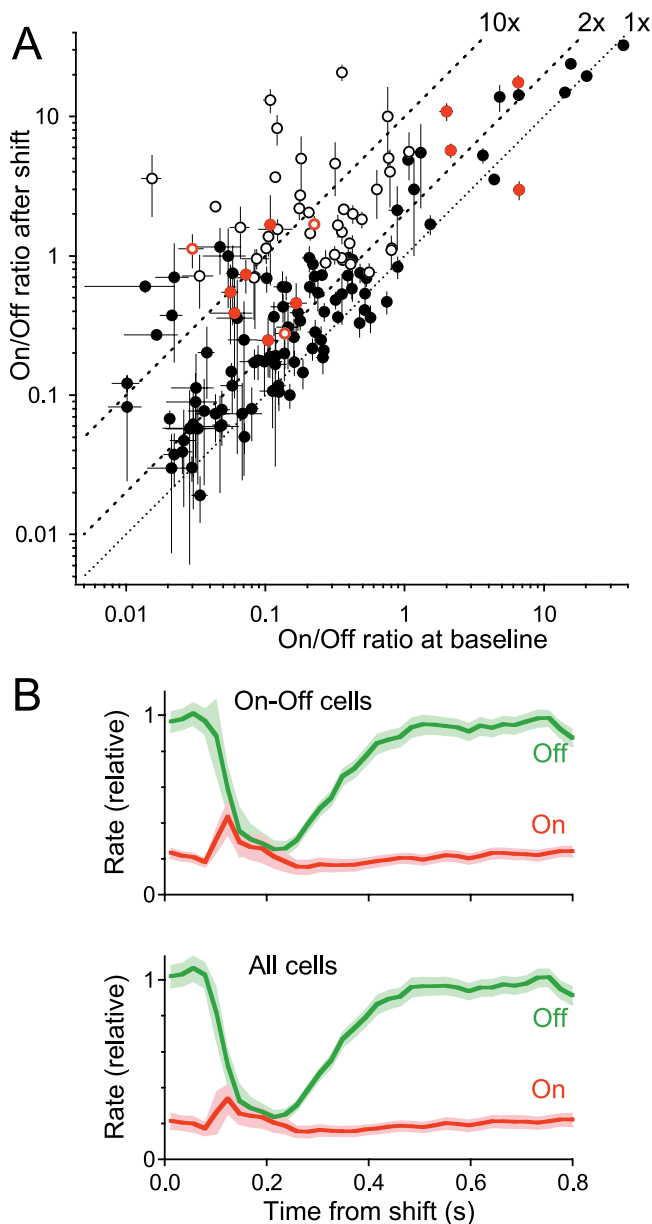 A
10x
2x
1x
On/Off ratio after shift
10
1
0.1
0.01
0.01
0.1
1
10
On/Off ratio at baseline
B
On-Off cells
Rate (relative)
1
0
Off
On
All cells
Rate (relative)
1
0
Off
On
0.0
0.2
0.4
0.6
0.8
Time from shift (s)